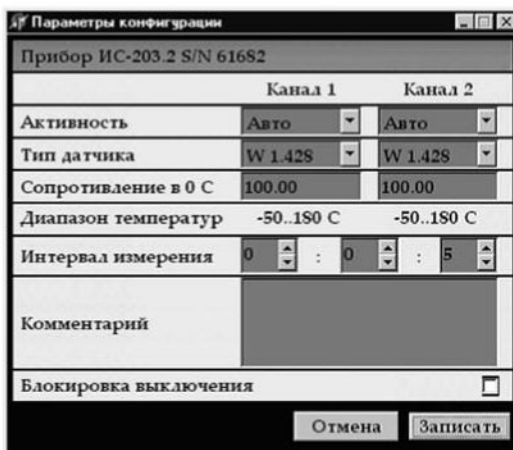 Параметры конфигурации
Прибор ИС-203.2 S/N 61682
Канал 1 Канал 2
Активность Авто Авто
Тип датчика W 1.428 W 1.428
Сопротивление в 0 С 100.00 100.00
Диапазон температур -50..180 C -50..180 C
Интервал измерения 0 : 0 : 5
Комментарий
Блокировка выключения
Отмена Записать